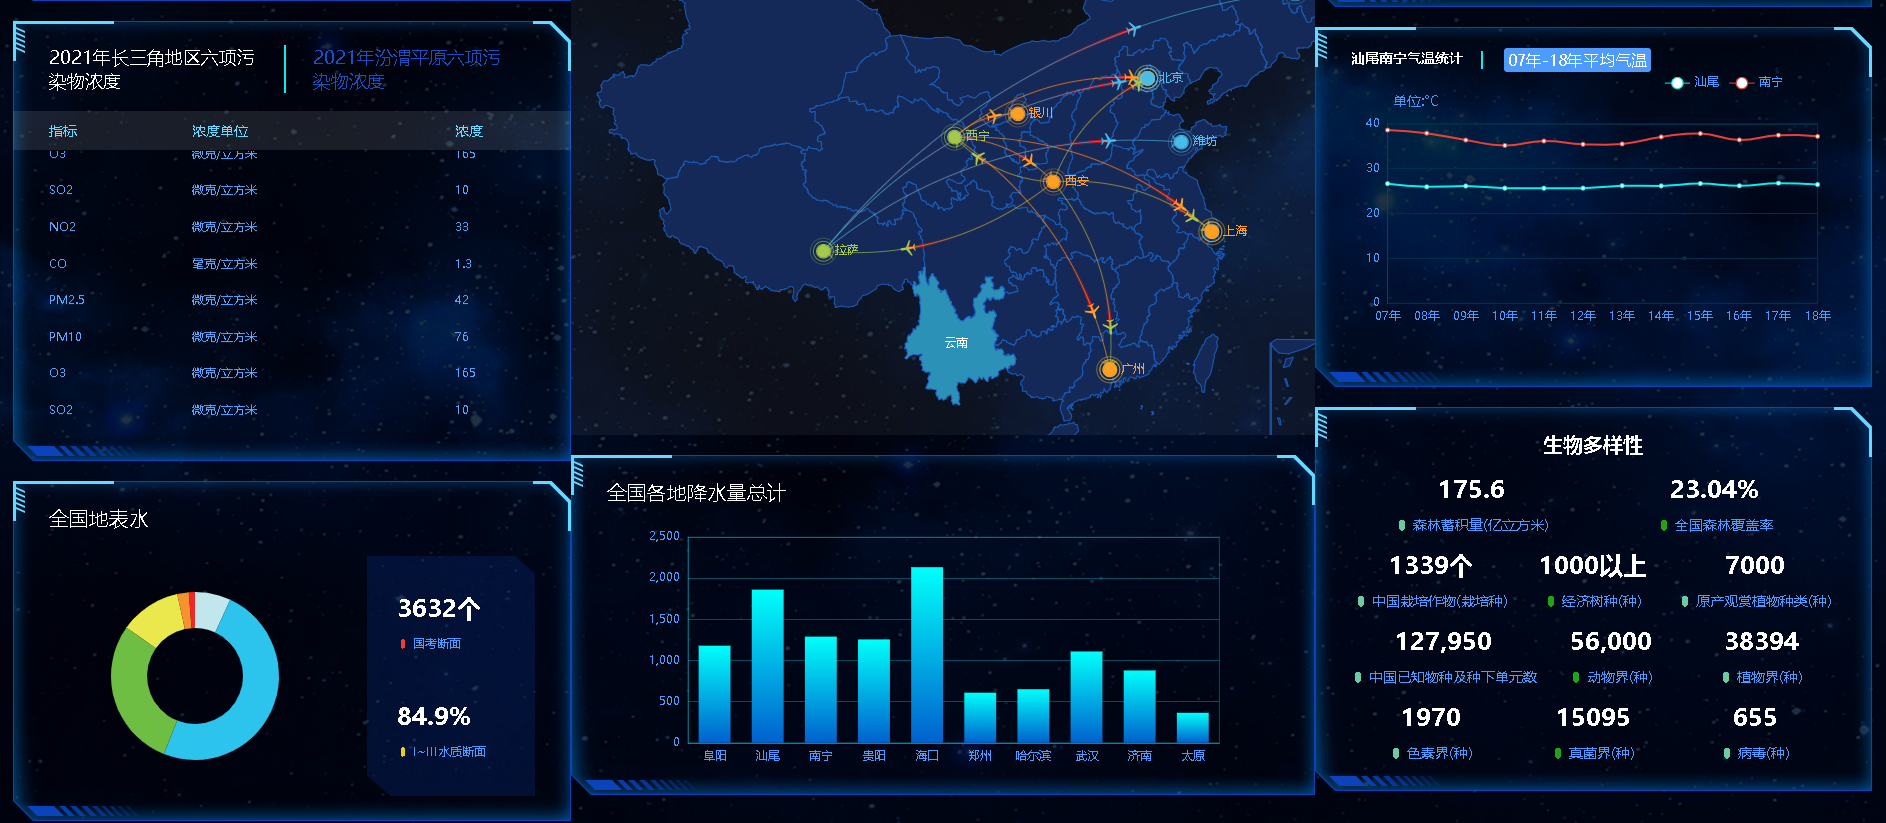 2021年长三角地区六项污
染物浓度
2021年汾渭平原六项污
染物浓度
指标 浓度单位 浓度
O3 微克/立方米 165
SO2 微克/立方米 10
NO2 微克/立方米 33
CO 毫克/立方米 1.3
PM2.5 微克/立方米 42
PM10 微克/立方米 76
O3 微克/立方米 165
SO2 微克/立方米 10
全国地表水
3632个
国考断面
84.9%
I~III水质断面
北京
银川
西宁
潍坊
西安
上海
拉萨
云南
广州
全国各地降水量总计
2,500
2,000
1,500
1,000
500
0
阜阳 汕尾 南宁 贵阳 海口 郑州 哈尔滨 武汉 济南 太原
汕尾南宁气温统计
07年-18年平均气温
汕尾 南宁
单位:°C
40
30
20
10
0
07年 08年 09年 10年 11年 12年 13年 14年 15年 16年 17年 18年
生物多样性
175.6 23.04%
森林蓄积量(亿立方米) 全国森林覆盖率
1339个 1000以上 7000
中国栽培作物(栽培种) 经济树种(种) 原产观赏植物种类(种)
127,950 56,000 38394
中国已知物种及种下单元数 动物界(种) 植物界(种)
1970 15095 655
色素界(种) 真菌界(种) 病毒(种)